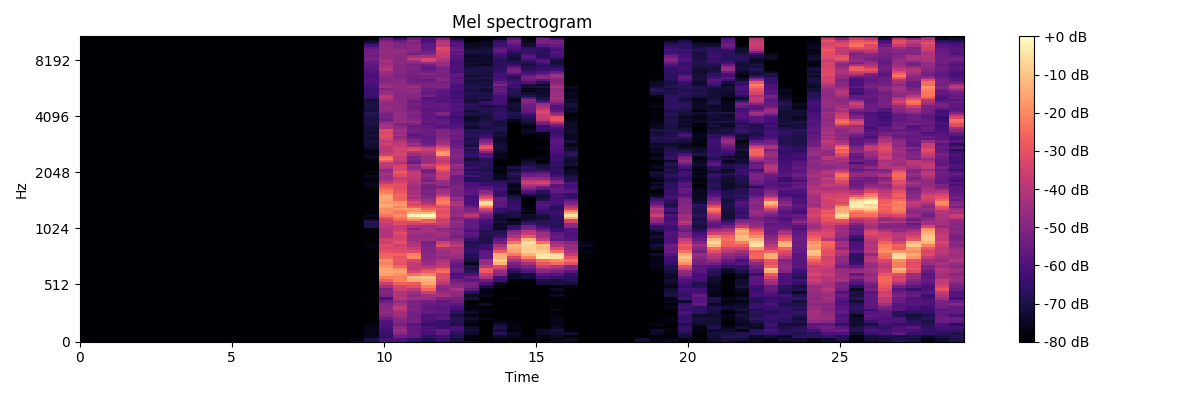 Mel spectrogram
8192
4096
2048
1024
512
0
Hz
0
5
10
15
20
25
Time
+0 dB
-10 dB
-20 dB
-30 dB
-40 dB
-50 dB
-60 dB
-70 dB
-80 dB